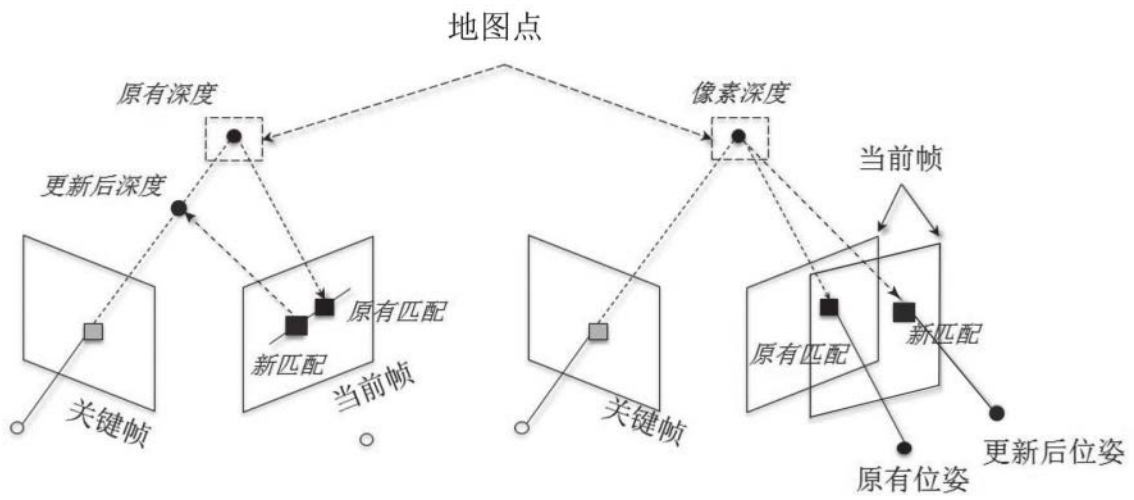 地图点
原有深度
像素深度
当前帧
更新后深度
原有匹配
新匹配
当前帧
关键帧
原有匹配
新匹配
关键帧
更新后位姿
原有位姿